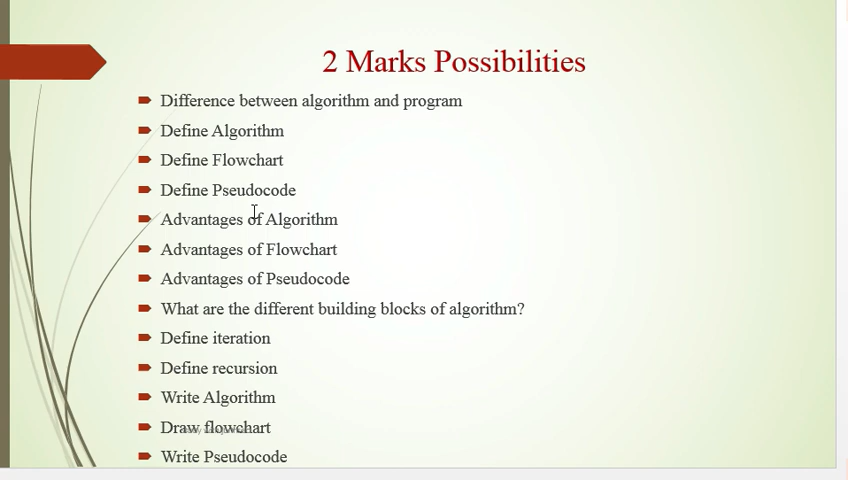 2 Marks Possibilities
Difference between algorithm and program
Define Algorithm
Define Flowchart
Define Pseudocode
Advantages of Algorithm
Advantages of Flowchart
Advantages of Pseudocode
What are the different building blocks of algorithm?
Define iteration
Define recursion
Write Algorithm
Draw flowchart
Write Pseudocode